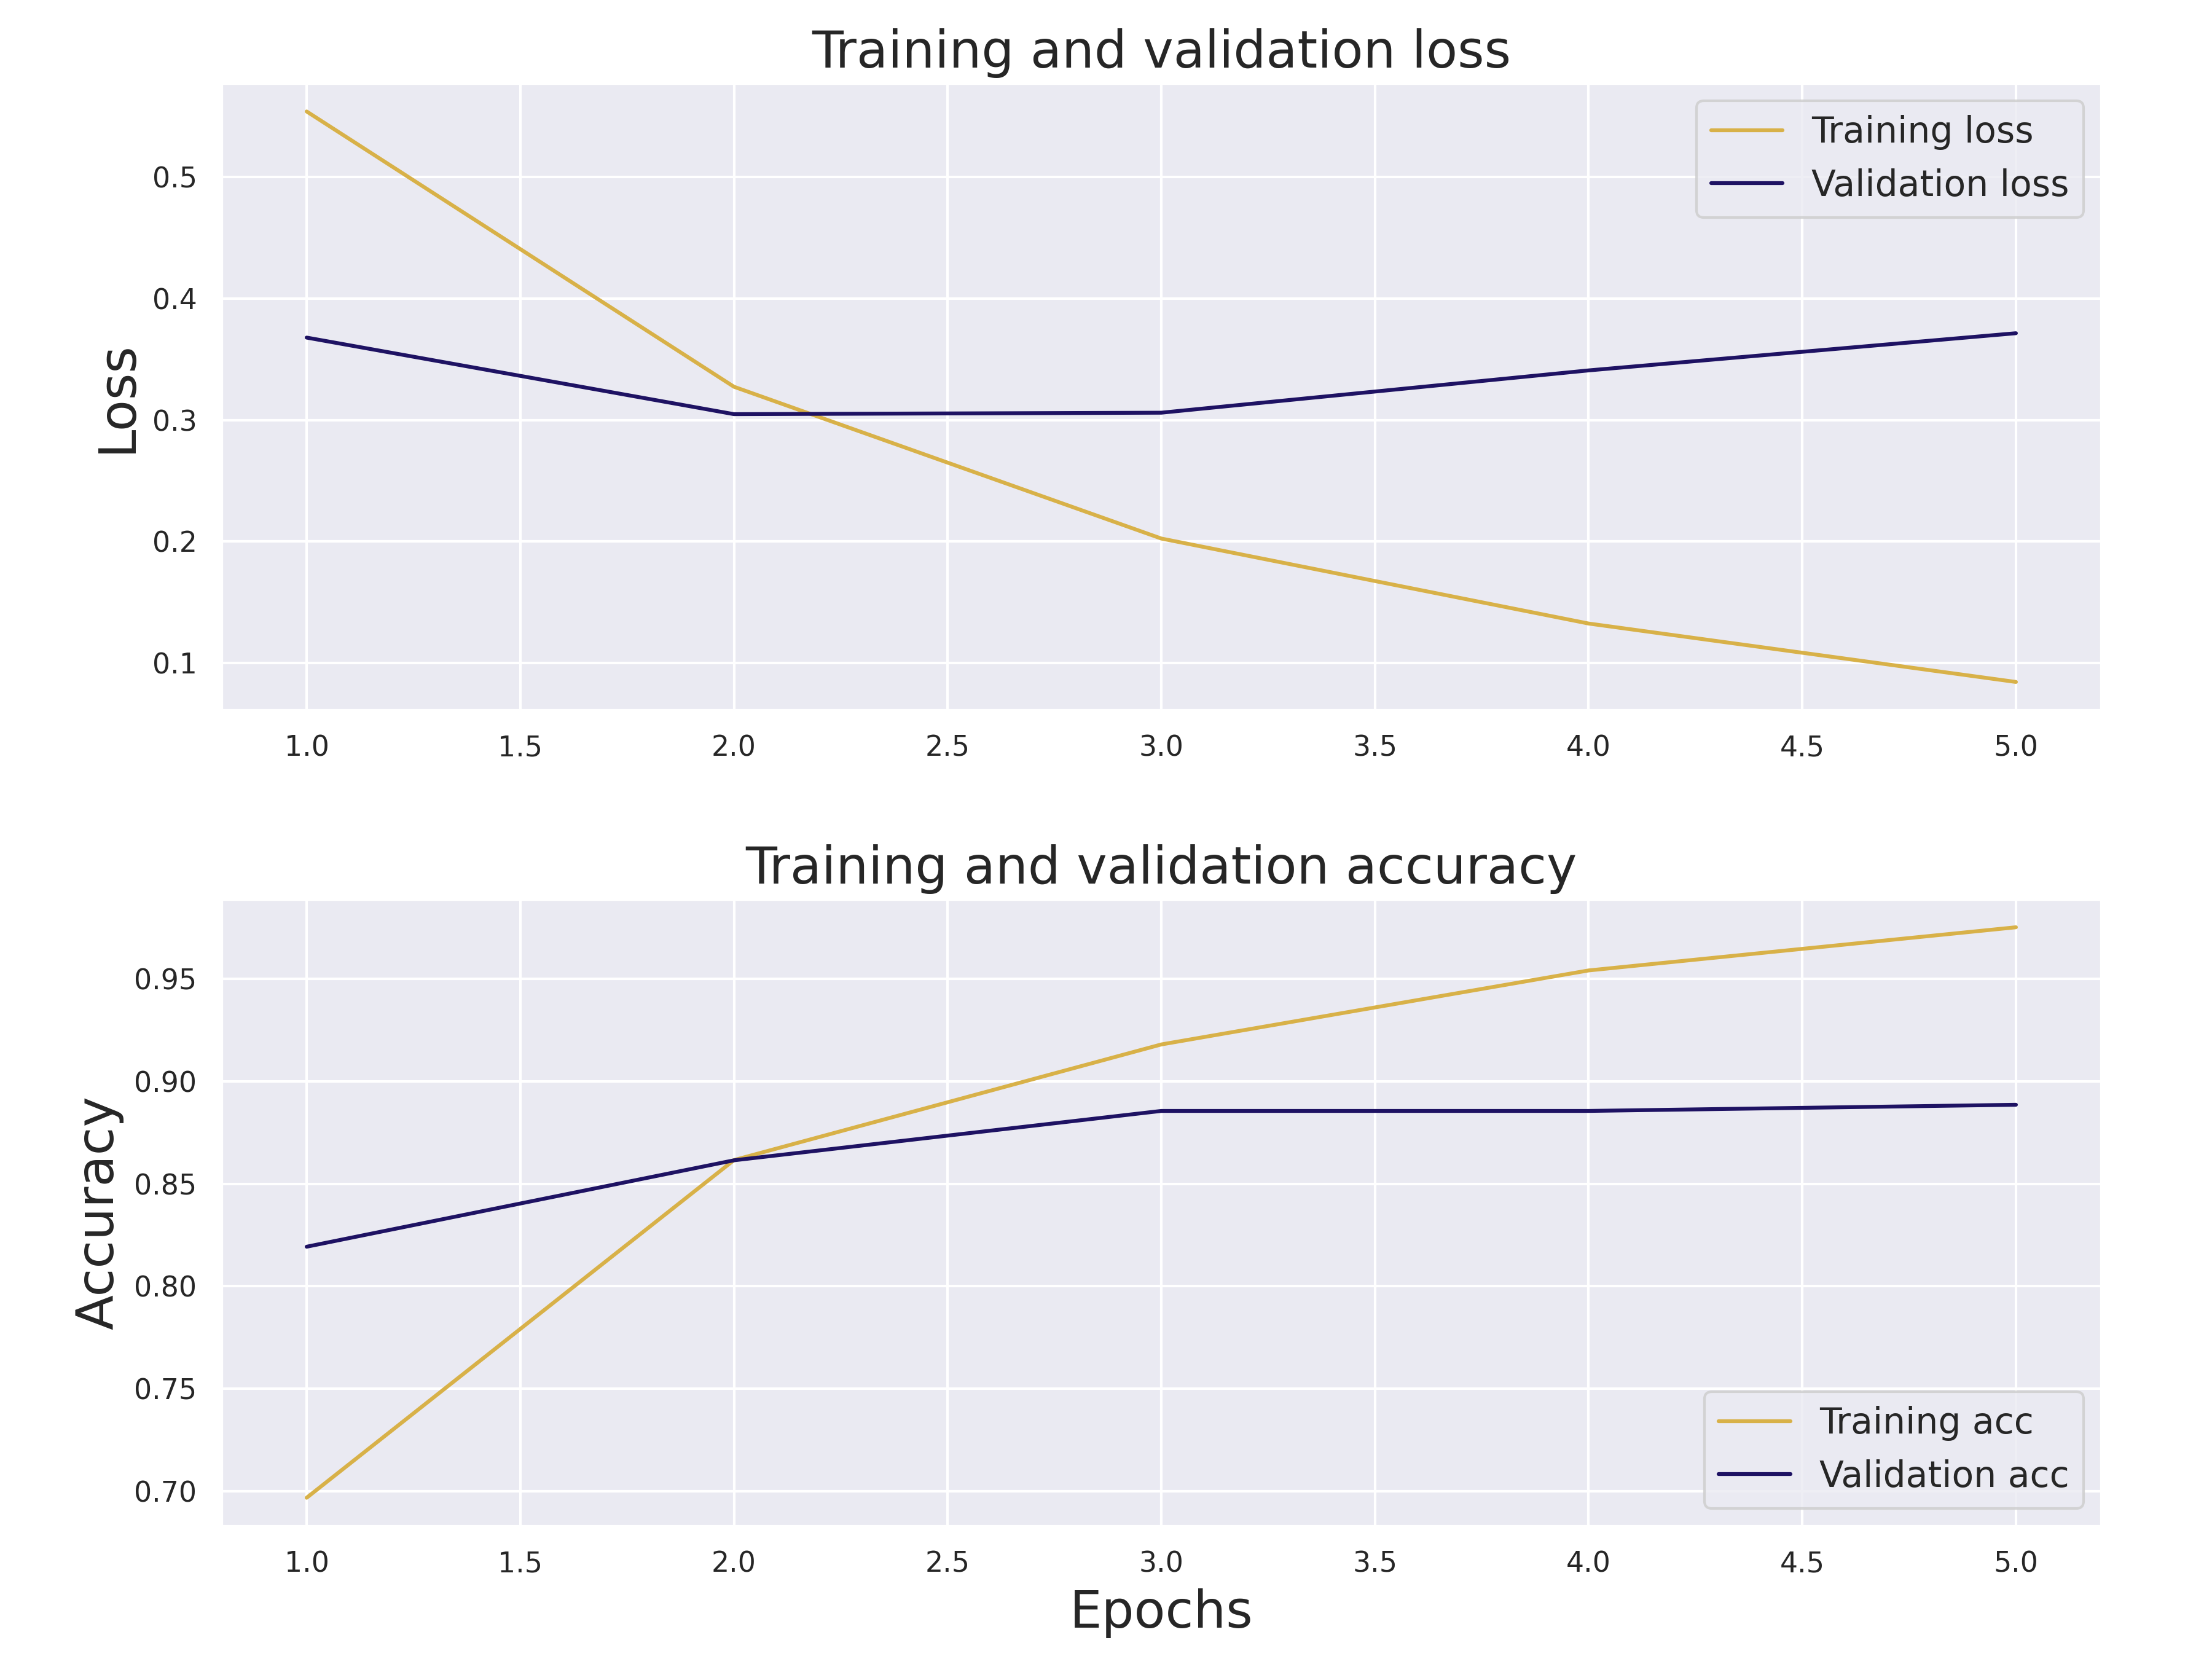 Training and validation loss
Training loss
Validation loss
Loss
0.5
0.4
0.3
0.2
0.1
1.0 1.5 2.0 2.5 3.0 3.5 4.0 4.5 5.0
Training and validation accuracy
Accuracy
0.95
0.90
0.85
0.80
0.75
0.70
Training acc
Validation acc
1.0 1.5 2.0 2.5 3.0 3.5 4.0 4.5 5.0
Epochs